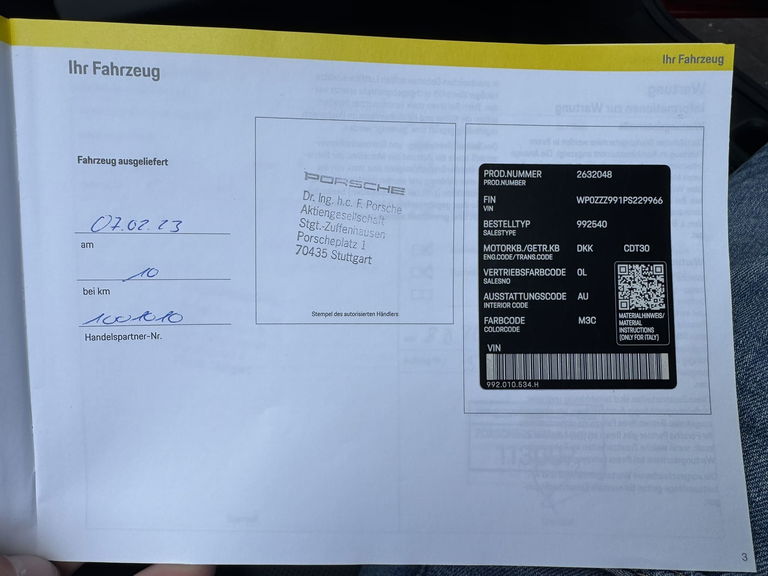 Ihr Fahrzeug
Ihr Fahrzeug
Fahrzeug ausgeliefert
07.02.23
am
10
bei km
1001010
Handelspartner-Nr.
PORSCHE
Dr. Ing. h.c. F. Porsche
Aktiengesellschaft
Stgt.-Zuffenhausen
Porscheplatz 1
70435 Stuttgart
Stempel des autorisierten Händlers
PROD.NUMMER 2632048
PROD.NUMBER
FIN WP0ZZZ991PS229966
VIN
BESTELLTYP 992540
SALESTYPE
MOTORKB./GETR.KB DKK CDT30
ENG.CODE/TRANS.CODE
VERTRIEBSFARBCODE 0L
SALESNO
AUSSTATTUNGSCODE AU
INTERIOR CODE
FARBCODE M3C
COLORCODE
MATERIALHINWEIS/
MATERIAL
INSTRUCTIONS
(ONLY FOR ITALY)
VIN
992.010.534.H
3